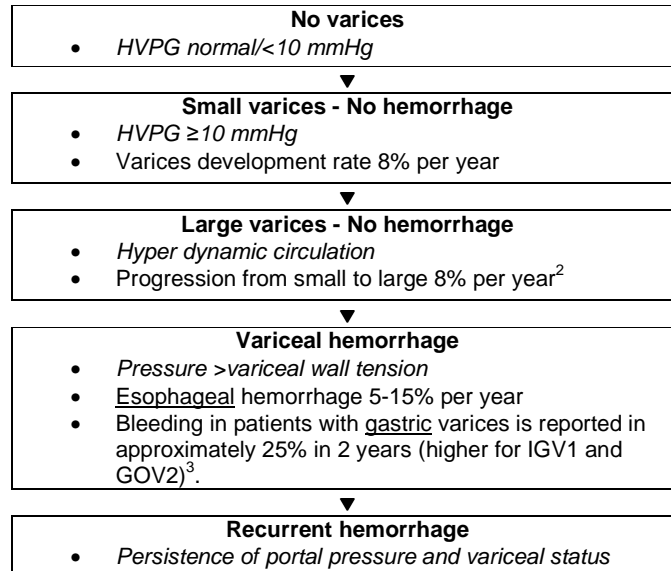 No varices
• HVPG normal/<10 mmHg
Small varices - No hemorrhage
• HVPG ≥10 mmHg
• Varices development rate 8% per year
Large varices - No hemorrhage
• Hyper dynamic circulation
• Progression from small to large 8% per year²
Variceal hemorrhage
• Pressure >variceal wall tension
• Esophageal hemorrhage 5-15% per year
• Bleeding in patients with gastric varices is reported in
approximately 25% in 2 years (higher for IGV1 and
GOV2)³.
Recurrent hemorrhage
• Persistence of portal pressure and variceal status